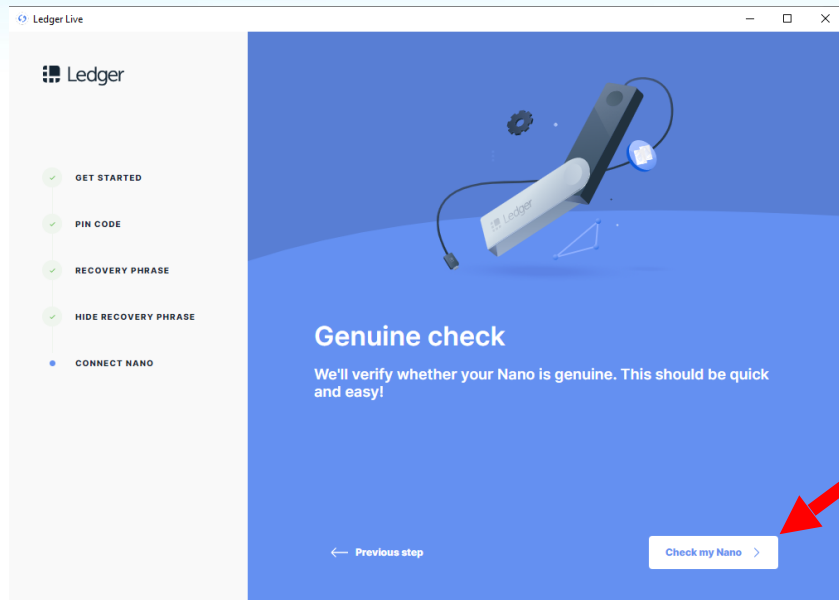 Ledger Live
Ledger
GET STARTED
PIN CODE
RECOVERY PHRASE
HIDE RECOVERY PHRASE
CONNECT NANO
Ledger
Genuine check
We'll verify whether your Nano is genuine. This should be quick
and easy!
Previous step
Check my Nano